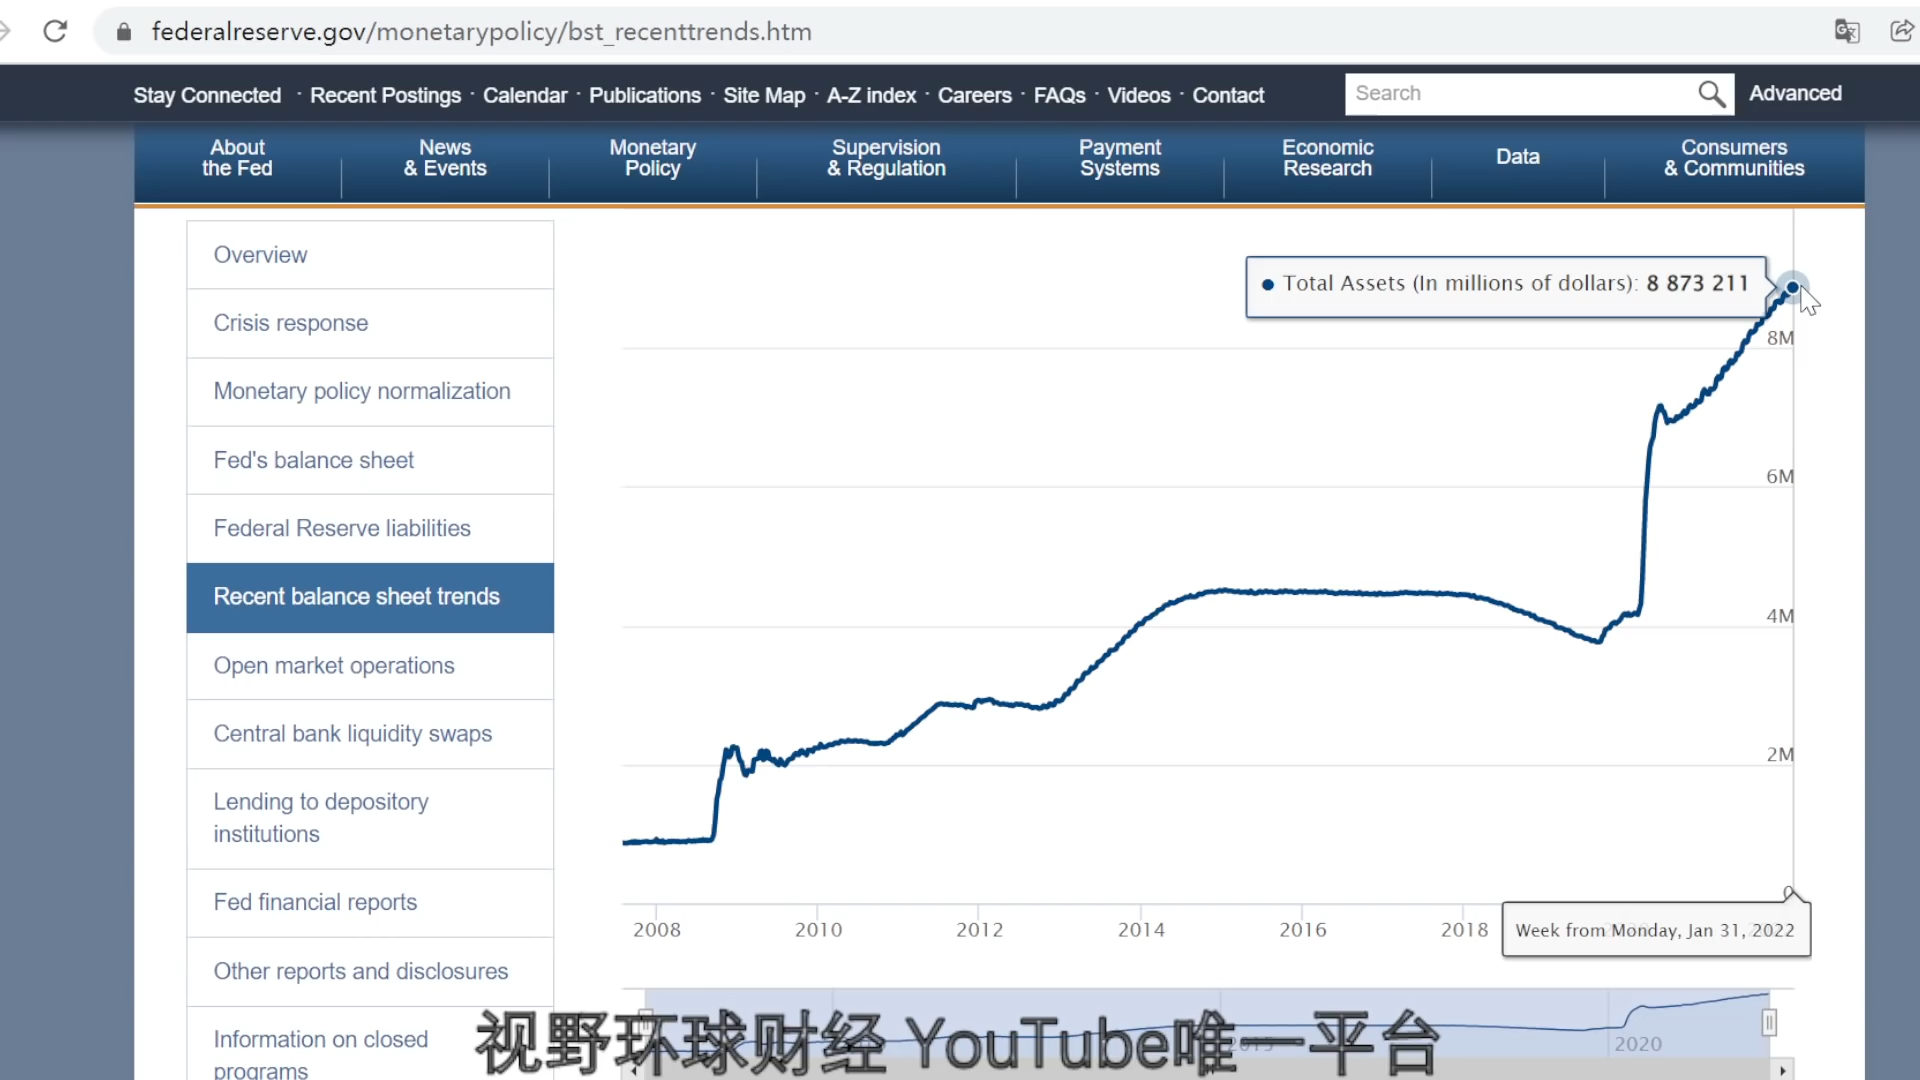 federalreserve.gov/monetarypolicy/bst_recenttrends.htm
Stay Connected · Recent Postings · Calendar · Publications · Site Map · A-Z index · Careers · FAQs · Videos · Contact
Search
Advanced
About
the Fed
News
& Events
Monetary
Policy
Supervision
& Regulation
Payment
Systems
Economic
Research
Data
Consumers
& Communities
Overview
Crisis response
Monetary policy normalization
Fed's balance sheet
Federal Reserve liabilities
Recent balance sheet trends
Open market operations
Central bank liquidity swaps
Lending to depository
institutions
Fed financial reports
Other reports and disclosures
Information on closed
programs
Total Assets (In millions of dollars): 8 873 211
8M
6M
4M
2M
0
2008
2010
2012
2014
2016
2018
Week from Monday, Jan 31, 2022
2020
视野环球财经 YouTube唯一平台